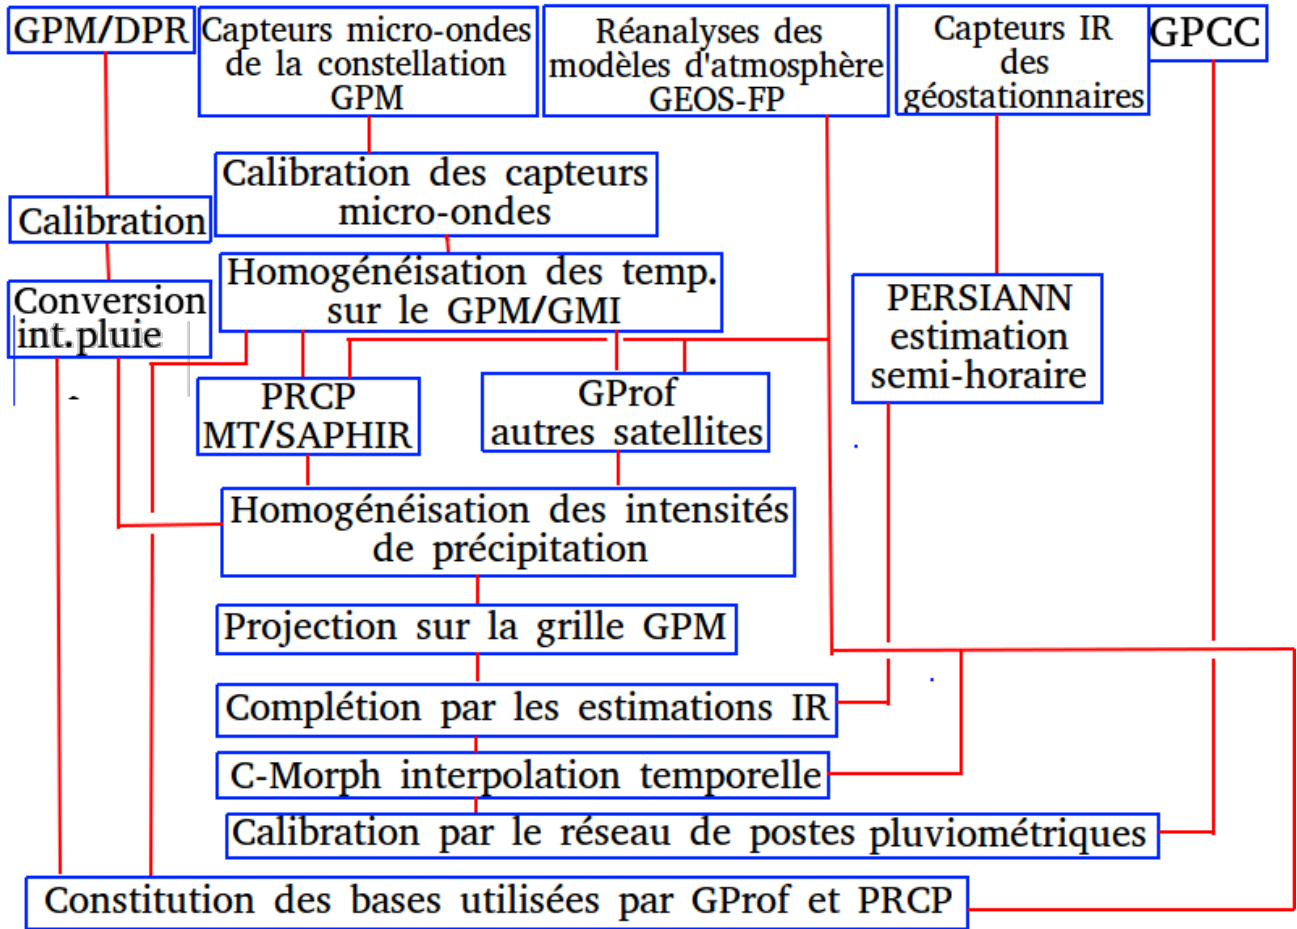 GPM/DPR
Capteurs micro-ondes
de la constellation
GPM
Réanalyses des
modèles d'atmosphère
GEOS-FP
Capteurs IR
des
géostationnaires
GPCC
Calibration des capteurs
micro-ondes
Calibration
Homogénéisation des temp.
sur le GPM/GMI
Conversion
int.pluie
PERSIANN
estimation
semi-horaire
PRCP
MT/SAPHIR
GProf
autres satellites
Homogénéisation des intensités
de précipitation
Projection sur la grille GPM
Complétion par les estimations IR
C-Morph interpolation temporelle
Calibration par le réseau de postes pluviométriques
Constitution des bases utilisées par GProf et PRCP